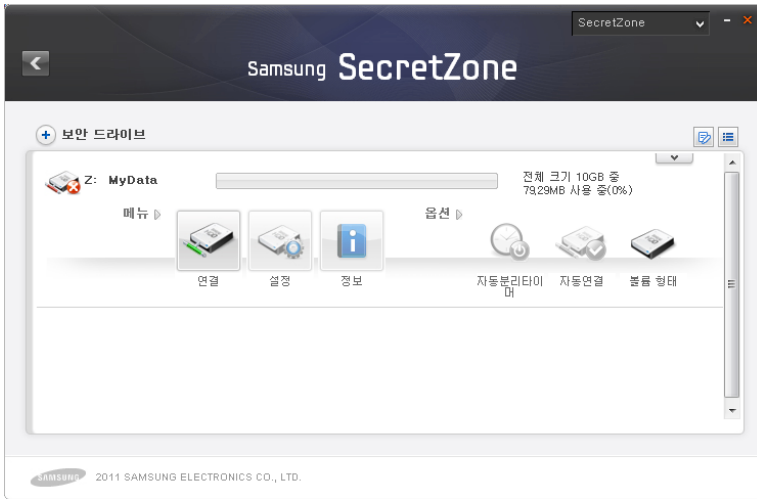 SecretZone
Samsung SecretZone
보안 드라이브
Z: MyData
전체 크기 10GB 중
79,29MB 사용 중(0%)
메뉴
옵션
연결
설정
정보
자동분리타이
머
자동연결
볼륨 형태
SAMSUNG 2011 SAMSUNG ELECTRONICS CO., LTD.